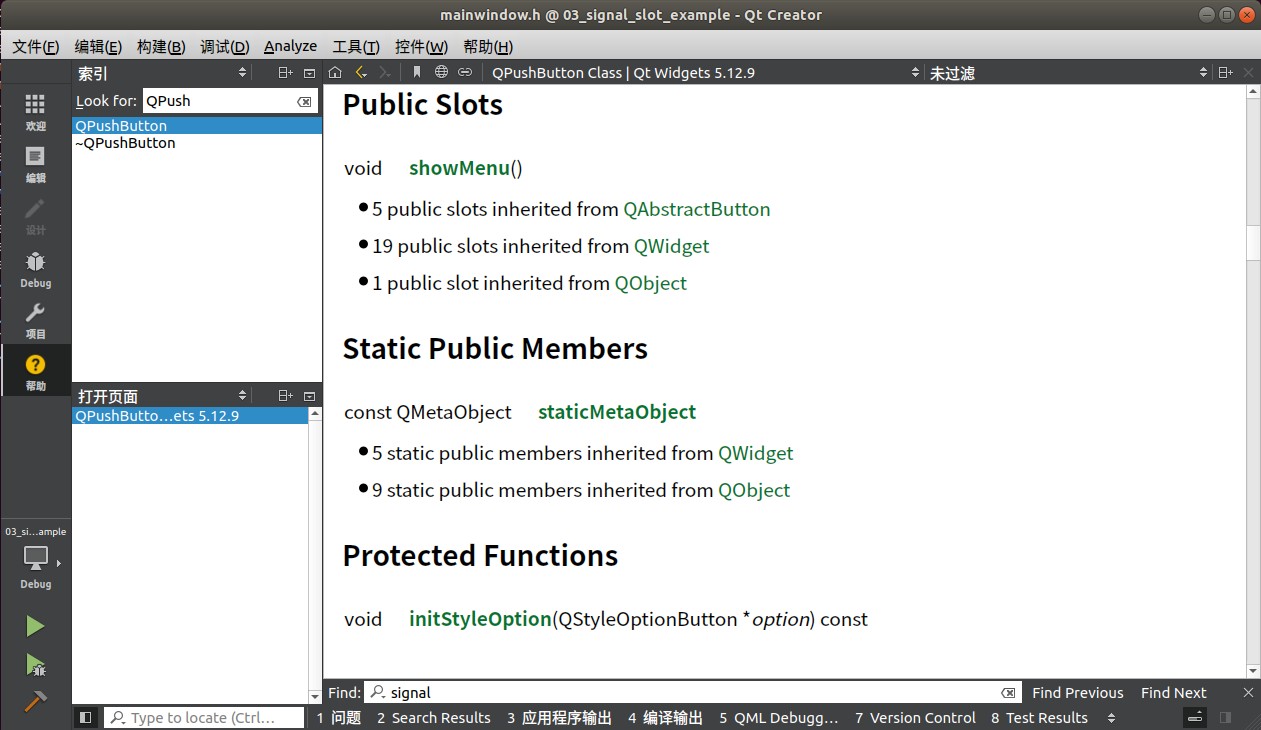 mainwindow.h @ 03_signal_slot_example - Qt Creator
文件(F) 编辑(E) 构建(B) 调试(D) Analyze 工具(T) 控件(W) 帮助(H)
索引
QPushButton Class | Qt Widgets 5.12.9
未过滤
Look for: QPush
QPushButton
~QPushButton
欢迎
编辑
设计
Debug
项目
帮助
打开页面
QPushButto...ets 5.12.9
03_si...ample
Debug
Public Slots
void showMenu()
5 public slots inherited from QAbstractButton
19 public slots inherited from QWidget
1 public slot inherited from QObject
Static Public Members
const QMetaObject staticMetaObject
5 static public members inherited from QWidget
9 static public members inherited from QObject
Protected Functions
void initStyleOption(QStyleOptionButton *option) const
Find: signal Find Previous Find Next
Type to locate (Ctrl... 1 问题 2 Search Results 3 应用程序输出 4 编译输出 5 QML Debugg... 7 Version Control 8 Test Results